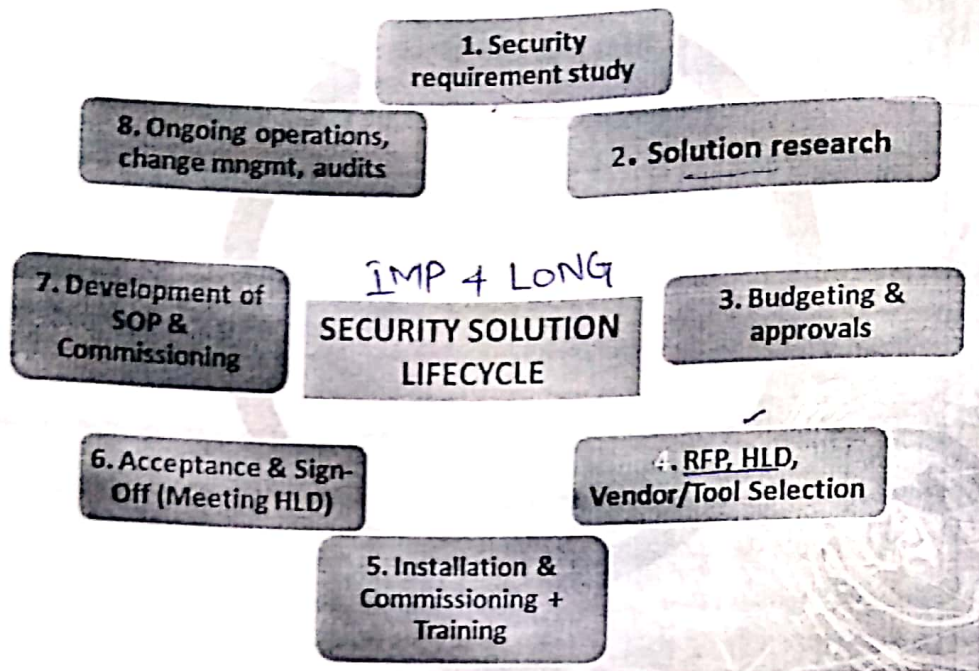 1. Security
requirement study
2. Solution research
3. Budgeting &
approvals
4. RFP, HLD,
Vendor/Tool Selection
5. Installation &
Commissioning +
Training
6. Acceptance & Sign-
Off (Meeting HLD)
7. Development of
SOP &
Commissioning
8. Ongoing operations,
change mngmt, audits
IMP 4 LONG
SECURITY SOLUTION
LIFECYCLE